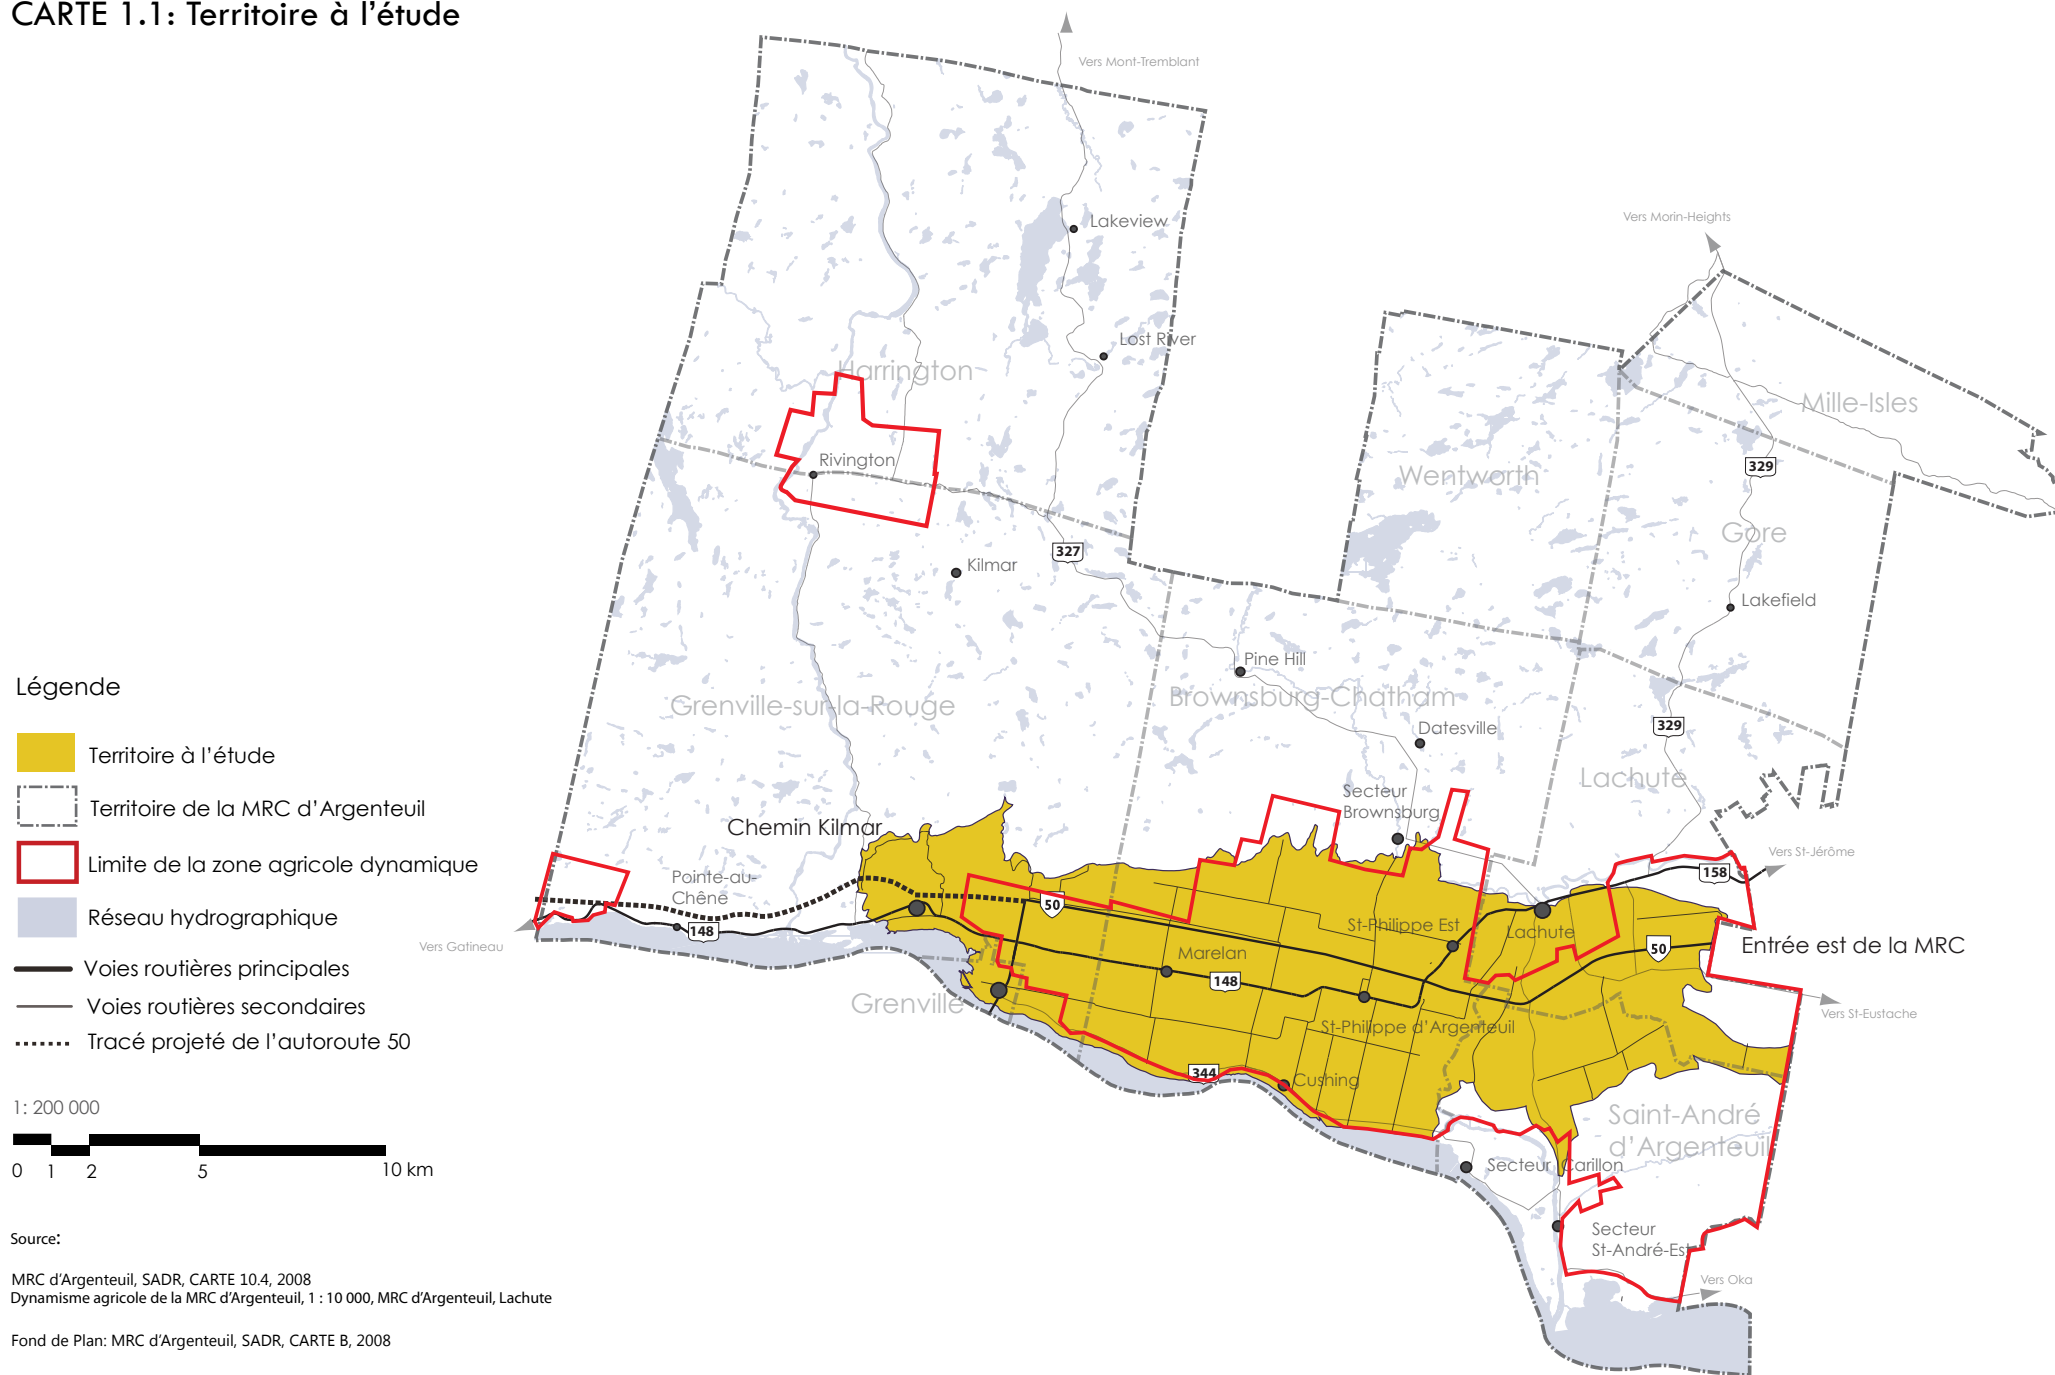 CARTE 1.1: Territoire à l'étude
Vers Mont-Tremblant
Vers Morin-Heights
Lakeview
Lost River
Harrington
Mille-Isles
Rivington
329
Wentworth
Gore
327
Kilmar
Lakefield
Pine Hill
Grenville-sur-la-Rouge
Brownsburg-Chatham
Datesville
329
Lachute
Secteur
Brownsburg
Chemin Kilmar
Vers St-Jérôme
158
Pointe-au-
Chêne
50
St-Philippe Est
Lachute
148
Vers Gatineau
50
Entrée est de la MRC
Marelan
148
Grenville
Vers St-Eustache
St-Philippe d'Argenteuil
344
Cushing
Saint-André
d'Argenteuil
Secteur Carillon
Secteur
St-André-Est
Vers Oka
Légende
Territoire à l'étude
Territoire de la MRC d'Argenteuil
Limite de la zone agricole dynamique
Réseau hydrographique
Voies routières principales
Voies routières secondaires
Tracé projeté de l'autoroute 50
1: 200 000
0 1 2 5 10 km
Source:
MRC d'Argenteuil, SADR, CARTE 10.4, 2008
Dynamisme agricole de la MRC d'Argenteuil, 1 : 10 000, MRC d'Argenteuil, Lachute
Fond de Plan: MRC d'Argenteuil, SADR, CARTE B, 2008